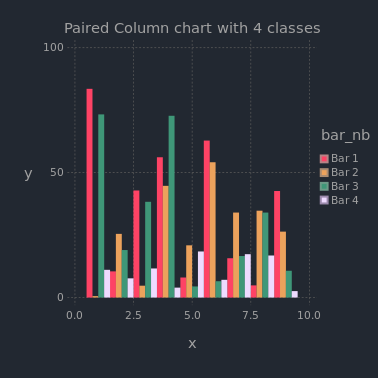 Paired Column chart with 4 classes
100
50
0
y
0.0 2.5 5.0 7.5 10.0
x
bar_nb
Bar 1
Bar 2
Bar 3
Bar 4